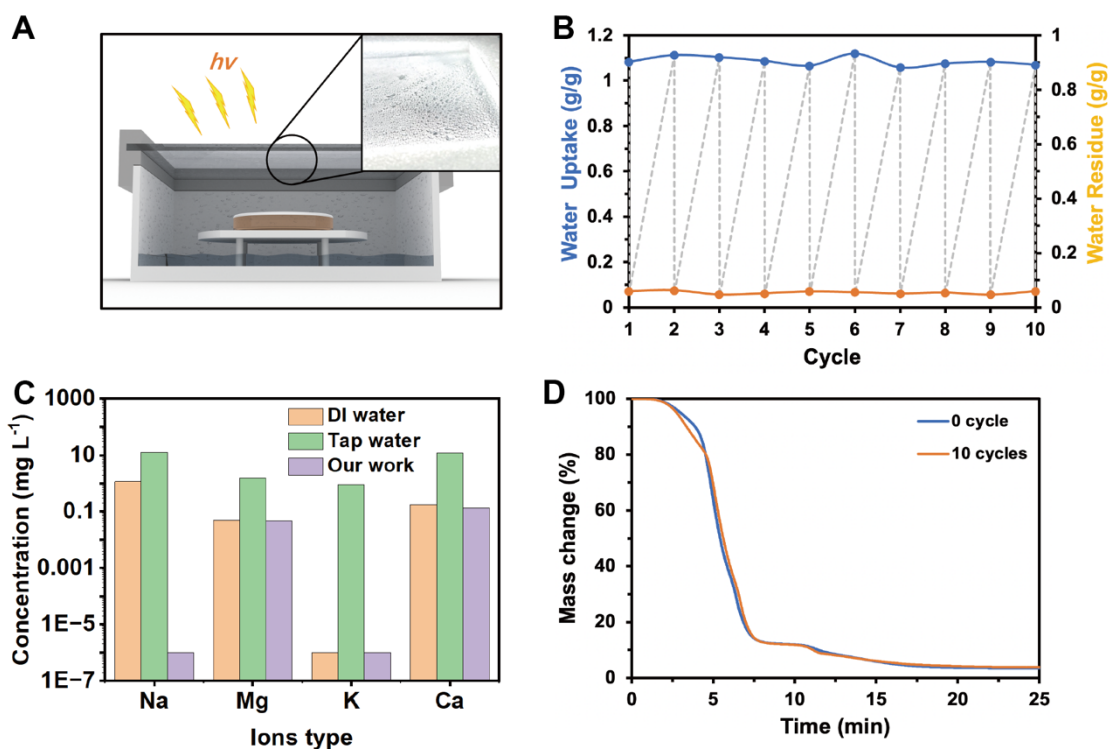 A
hv
B
Water Uptake (g/g)
1.2
1
0.8
0.6
0.4
0.2
0
1
0.8
0.6
0.4
0.2
0
Water Residue (g/g)
1 2 3 4 5 6 7 8 9 10
Cycle
C
Concentration (mg L⁻¹)
1000
10
0.1
0.001
1E-5
1E-7
DI water
Tap water
Our work
Na Mg K Ca
Ions type
D
Mass change (%)
100
80
60
40
20
0
0 cycle
10 cycles
0 5 10 15 20 25
Time (min)